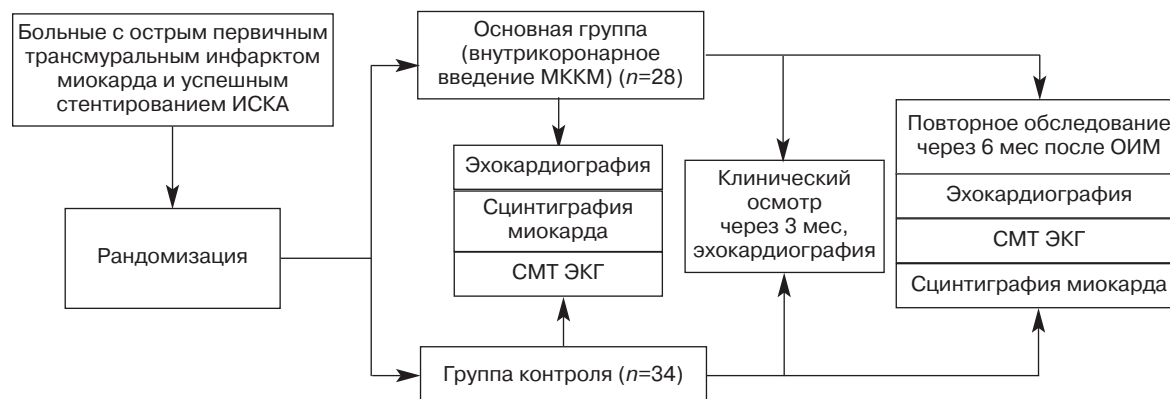 Больные с острым первичным
трансмуральным инфарктом
миокарда и успешным
стентированием ИСКА
Рандомизация
Основная группа
(внутрикоронарное
введение МККМ) (n=28)
Эхокардиография
Сцинтиграфия
миокарда
СМТ ЭКГ
Группа контроля (n=34)
Клинический
осмотр
через 3 мес,
эхокардиография
Повторное обследование
через 6 мес после ОИМ
Эхокардиография
СМТ ЭКГ
Сцинтиграфия миокарда